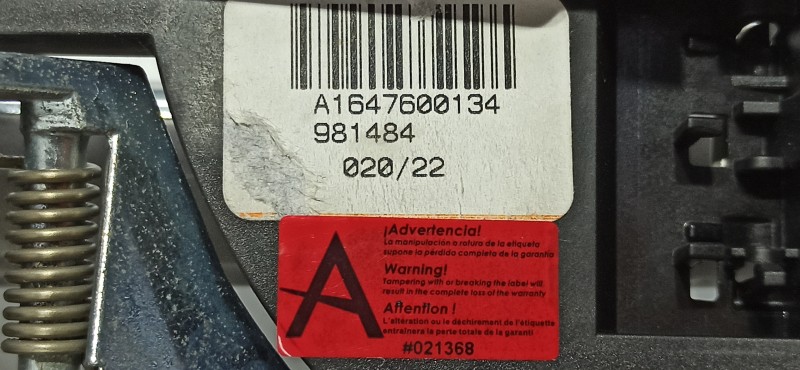 A1647600134
981484
020/22
¡Advertencia!
La manipulación o rotura de la etiqueta
supone la pérdida completa de la garantía
Warning!
Tampering with or breaking the label will
result in the complete loss of the warranty
Attention !
L'altération ou le déshirement de l'étiquette
entraînera la perte totale de la garanti
A
#021368